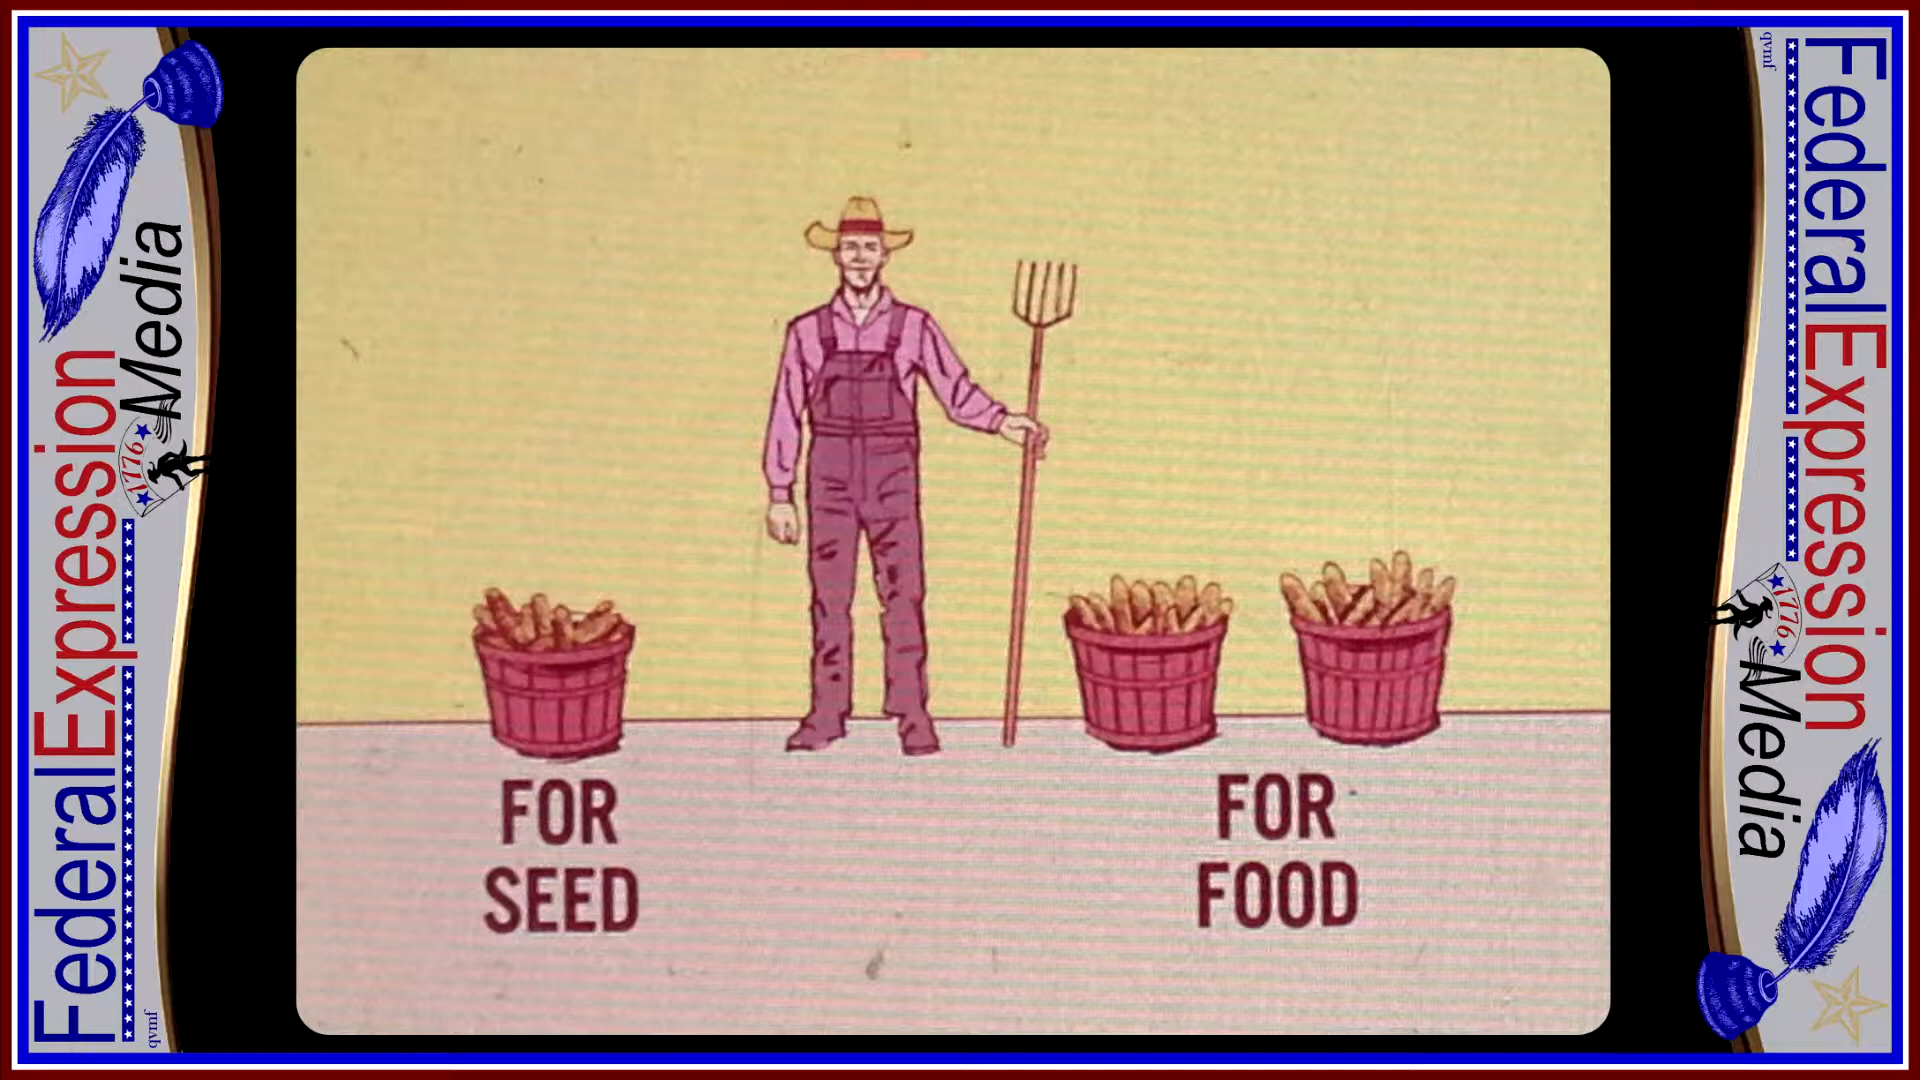 FederalExpression
Media
1776
qvmf
FOR
SEED
FOR
FOOD
FederalExpression
Media
1776
qvmf